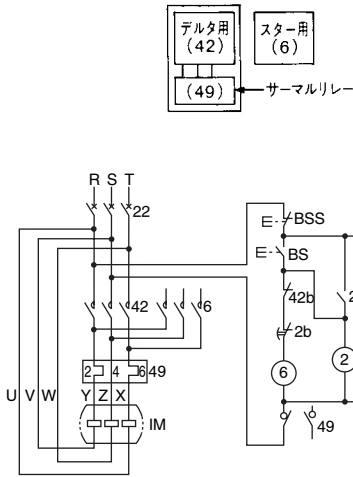 デルタ用
(42)
スター用
(6)
(49)
サーマルリレー
R S T
22
BSS
BS
42
6
42b
2
2b
2 4 6 49
6
2
U V W
Y Z X
IM
49